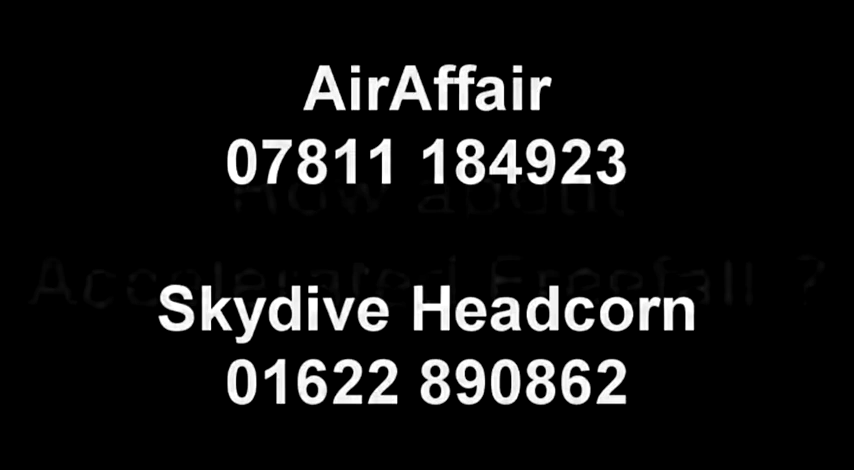 AirAffair
07811 184923
How about
Accelerated Freefall ?
Skydive Headcorn
01622 890862